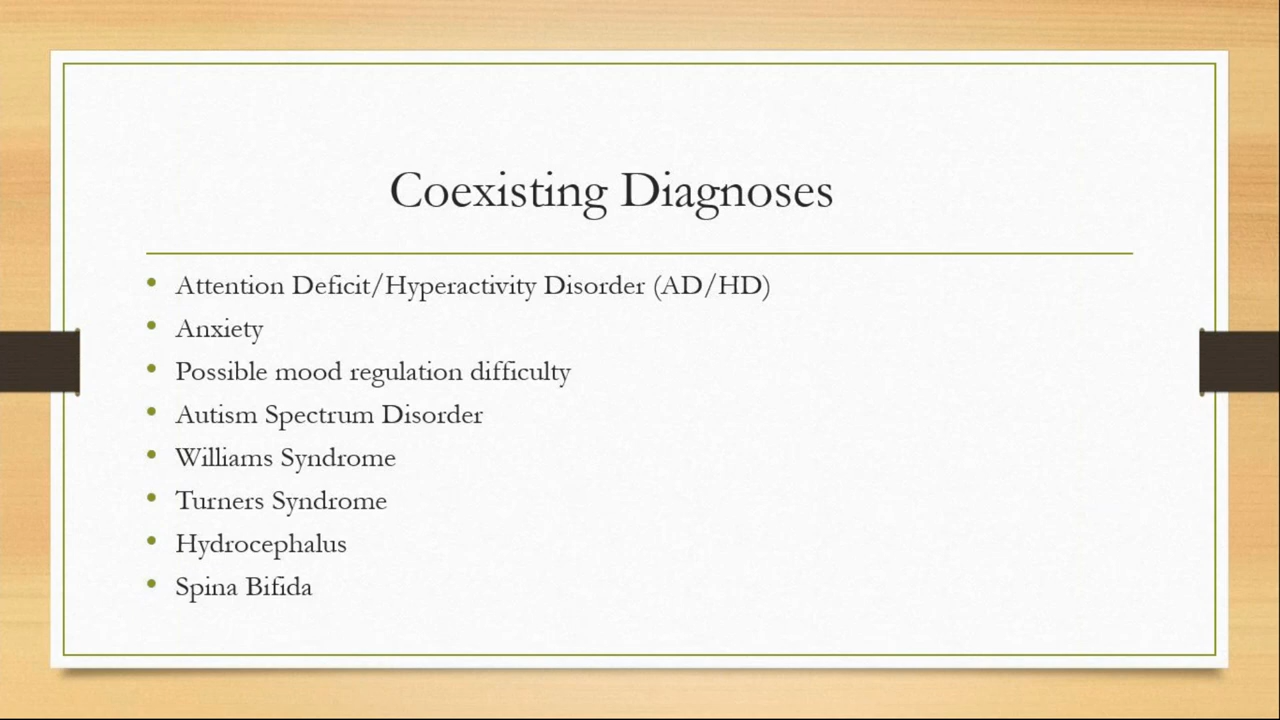 Coexisting Diagnoses
• Attention Deficit/Hyperactivity Disorder (AD/HD)
• Anxiety
• Possible mood regulation difficulty
• Autism Spectrum Disorder
• Williams Syndrome
• Turners Syndrome
• Hydrocephalus
• Spina Bifida